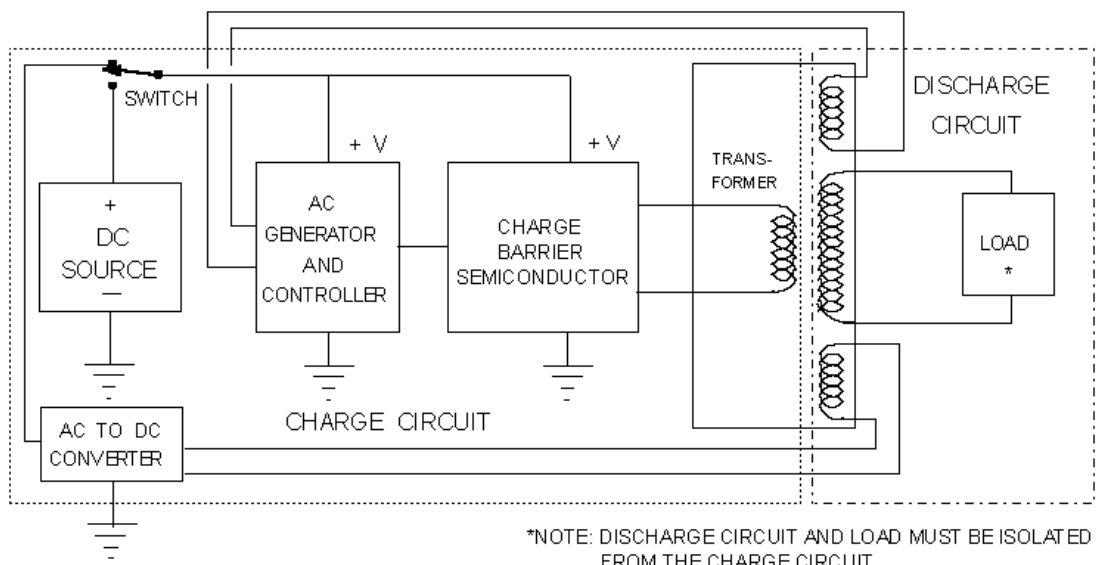 SWITCH
DISCHARGE
CIRCUIT
+ V
+ V
TRANS-
FORMER
+
DC
SOURCE
—
AC
GENERATOR
AND
CONTROLLER
CHARGE
BARRIER
SEMICONDUCTOR
LOAD
*
CHARGE CIRCUIT
AC TO DC
CONVERTER
*NOTE: DISCHARGE CIRCUIT AND LOAD MUST BE ISOLATED
FROM THE CHARGE CIRCUIT